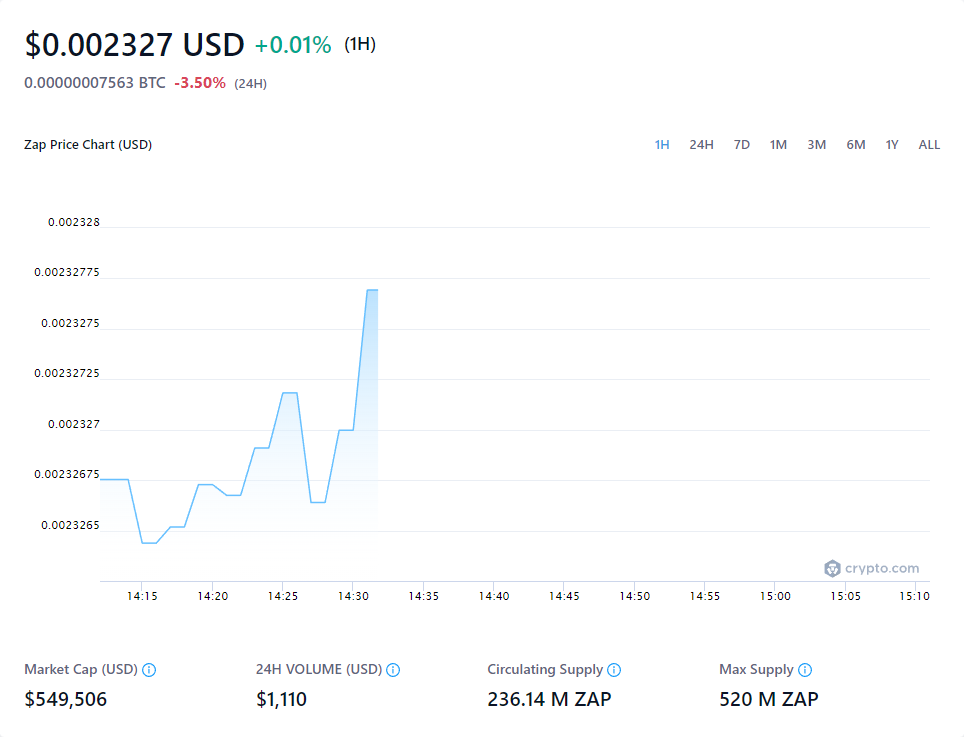 $0.002327 USD +0.01% (1H)
0.00000007563 BTC -3.50% (24H)
Zap Price Chart (USD)
1H 24H 7D 1M 3M 6M 1Y ALL
0.002328
0.00232775
0.0023275
0.00232725
0.002327
0.00232675
0.0023265
crypto.com
14:15 14:20 14:25 14:30 14:35 14:40 14:45 14:50 14:55 15:00 15:05 15:10
Market Cap (USD) 24H VOLUME (USD) Circulating Supply Max Supply
$549,506 $1,110 236.14 M ZAP 520 M ZAP